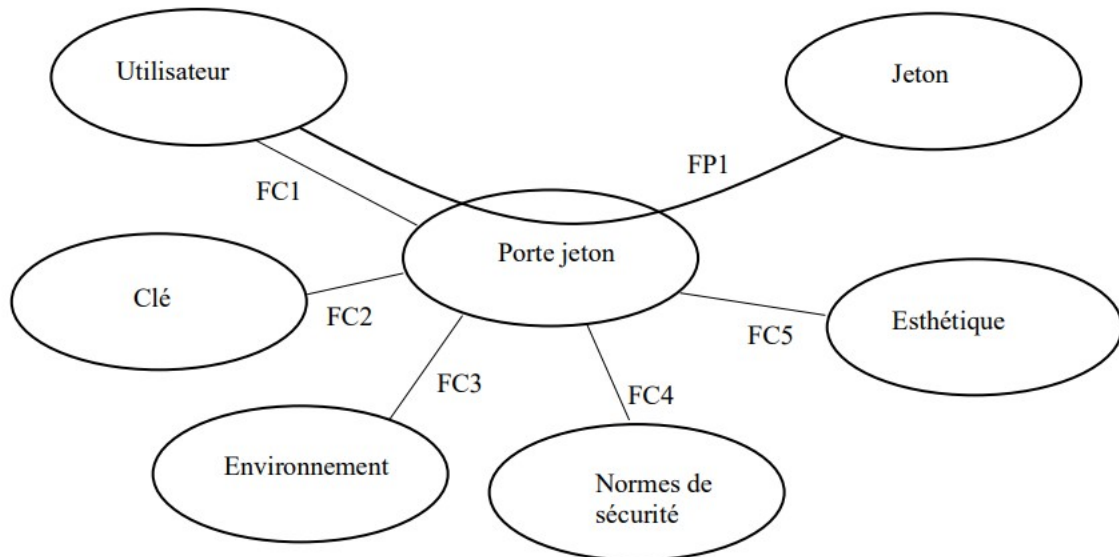 Utilisateur
Jeton
FP1
FC1
Porte jeton
Clé
FC2
Esthétique
FC5
FC3
FC4
Environnement
Normes de
sécurité